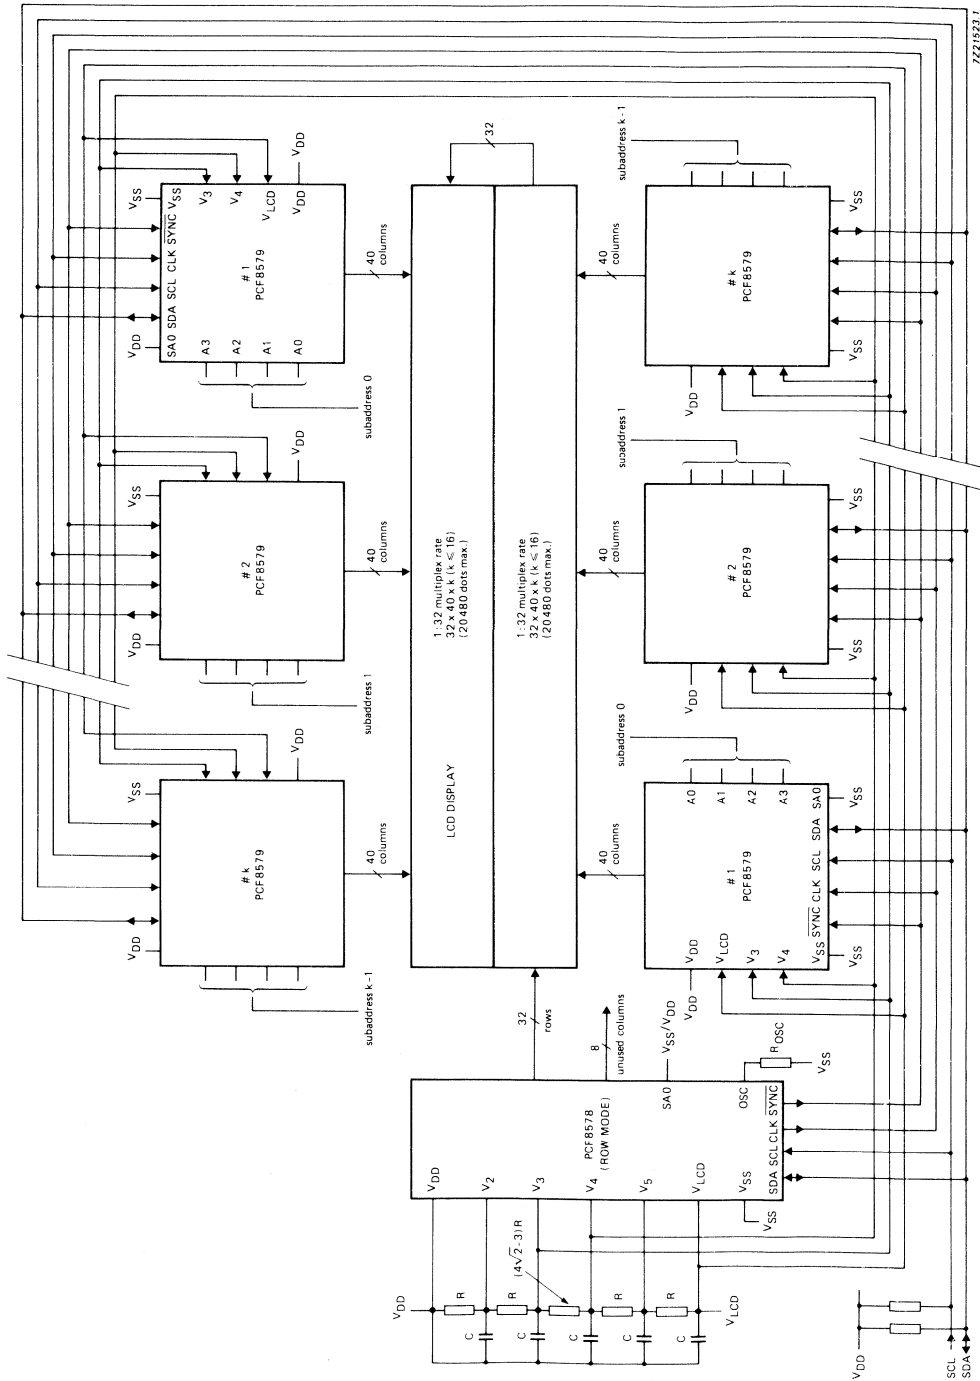 7Z21523.1
VSS
VDD
SA0 SDA SCL CLK SYNC VSS
V3
V4
VLCD
VDD
VDD
# 1
PCF8579
A3
A2
A1
A0
subaddress 0
40
columns
VSS
VDD
# 2
PCF8579
VDD
subaddress 1
40
columns
VSS
VDD
# k
PCF8579
VDD
subaddress k-1
40
columns
32
LCD DISPLAY
1:32 multiplex rate
32 x 40 x k (k ≤ 16)
(20 480 dots max.)
1:32 multiplex rate
32 x 40 x k (k ≤ 16)
(20 480 dots max.)
subaddress k-1
40
columns
# k
PCF8579
VSS
VSS
VDD
subaddress 1
40
columns
# 2
PCF8579
VSS
VSS
VDD
subaddress 0
40
columns
A0
A1
A2
A3
# 1
PCF8579
VDD
VDD
VLCD
V3
V4
VSS SYNC CLK SCL SDA SA0
VSS
VSS
32
rows
8
unused columns
VSS/VDD
SA0
OSC
ROSC
VSS
PCF8578
(ROW MODE)
VDD
V2
V3
V4
V5
VLCD
VSS
VSS
SDA SCL CLK SYNC
(4√2-3)R
VDD
R
R
R
R
VLCD
C
C
C
C
C
VDD
SCL
SDA